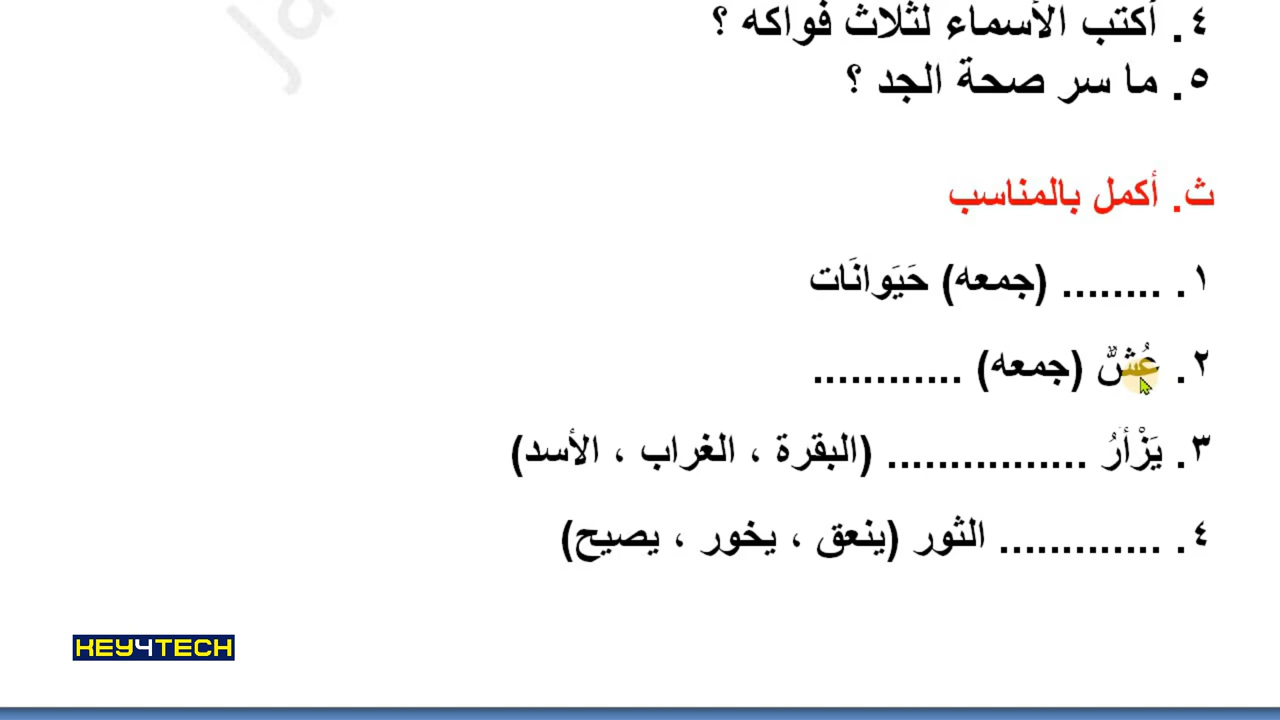 ٤. أكتب الأسماء لثلاث فواكه ؟
٥. ما سر صحة الجد ؟
ث. أكمل بالمناسب
١. ........ (جمعه) حَيَوانَات
٢. عُشٌّ (جمعه) ............
٣. يَزْأَرُ ................ (البقرة ، الغراب ، الأسد)
٤. ............. الثور (ينعق ، يخور ، يصيح)
KEY4TECH